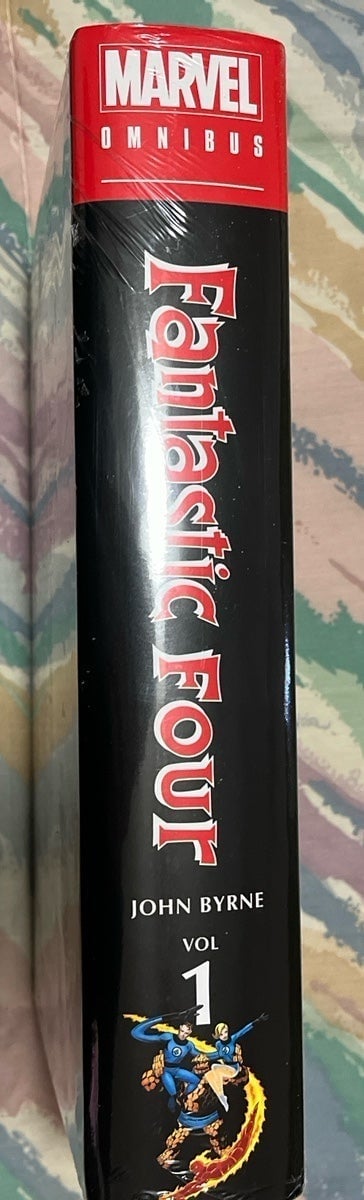 MARVEL
OMNIBUS
Fantastic Four
JOHN BYRNE
VOL
1